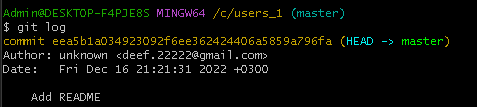 Admin@DESKTOP-F4PJE8S MINGW64 /c/users_1 (master)
$ git log
commit eea5b1a034923092f6ee362424406a5859a796fa (HEAD -> master)
Author: unknown <deef.22222@gmail.com>
Date:   Fri Dec 16 21:21:31 2022 +0300
    Add README